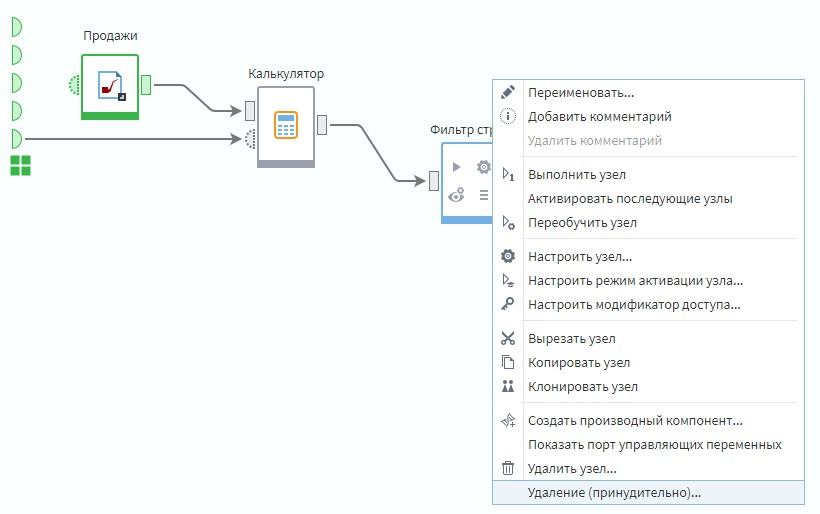 Продажи
Калькулятор
Фильтр стр
Переименовать...
Добавить комментарий
Удалить комментарий
Выполнить узел
Активировать последующие узлы
Переобучить узел
Настроить узел...
Настроить режим активации узла...
Настроить модификатор доступа...
Вырезать узел
Копировать узел
Клонировать узел
Создать производный компонент...
Показать порт управляющих переменных
Удалить узел...
Удаление (принудительно)...